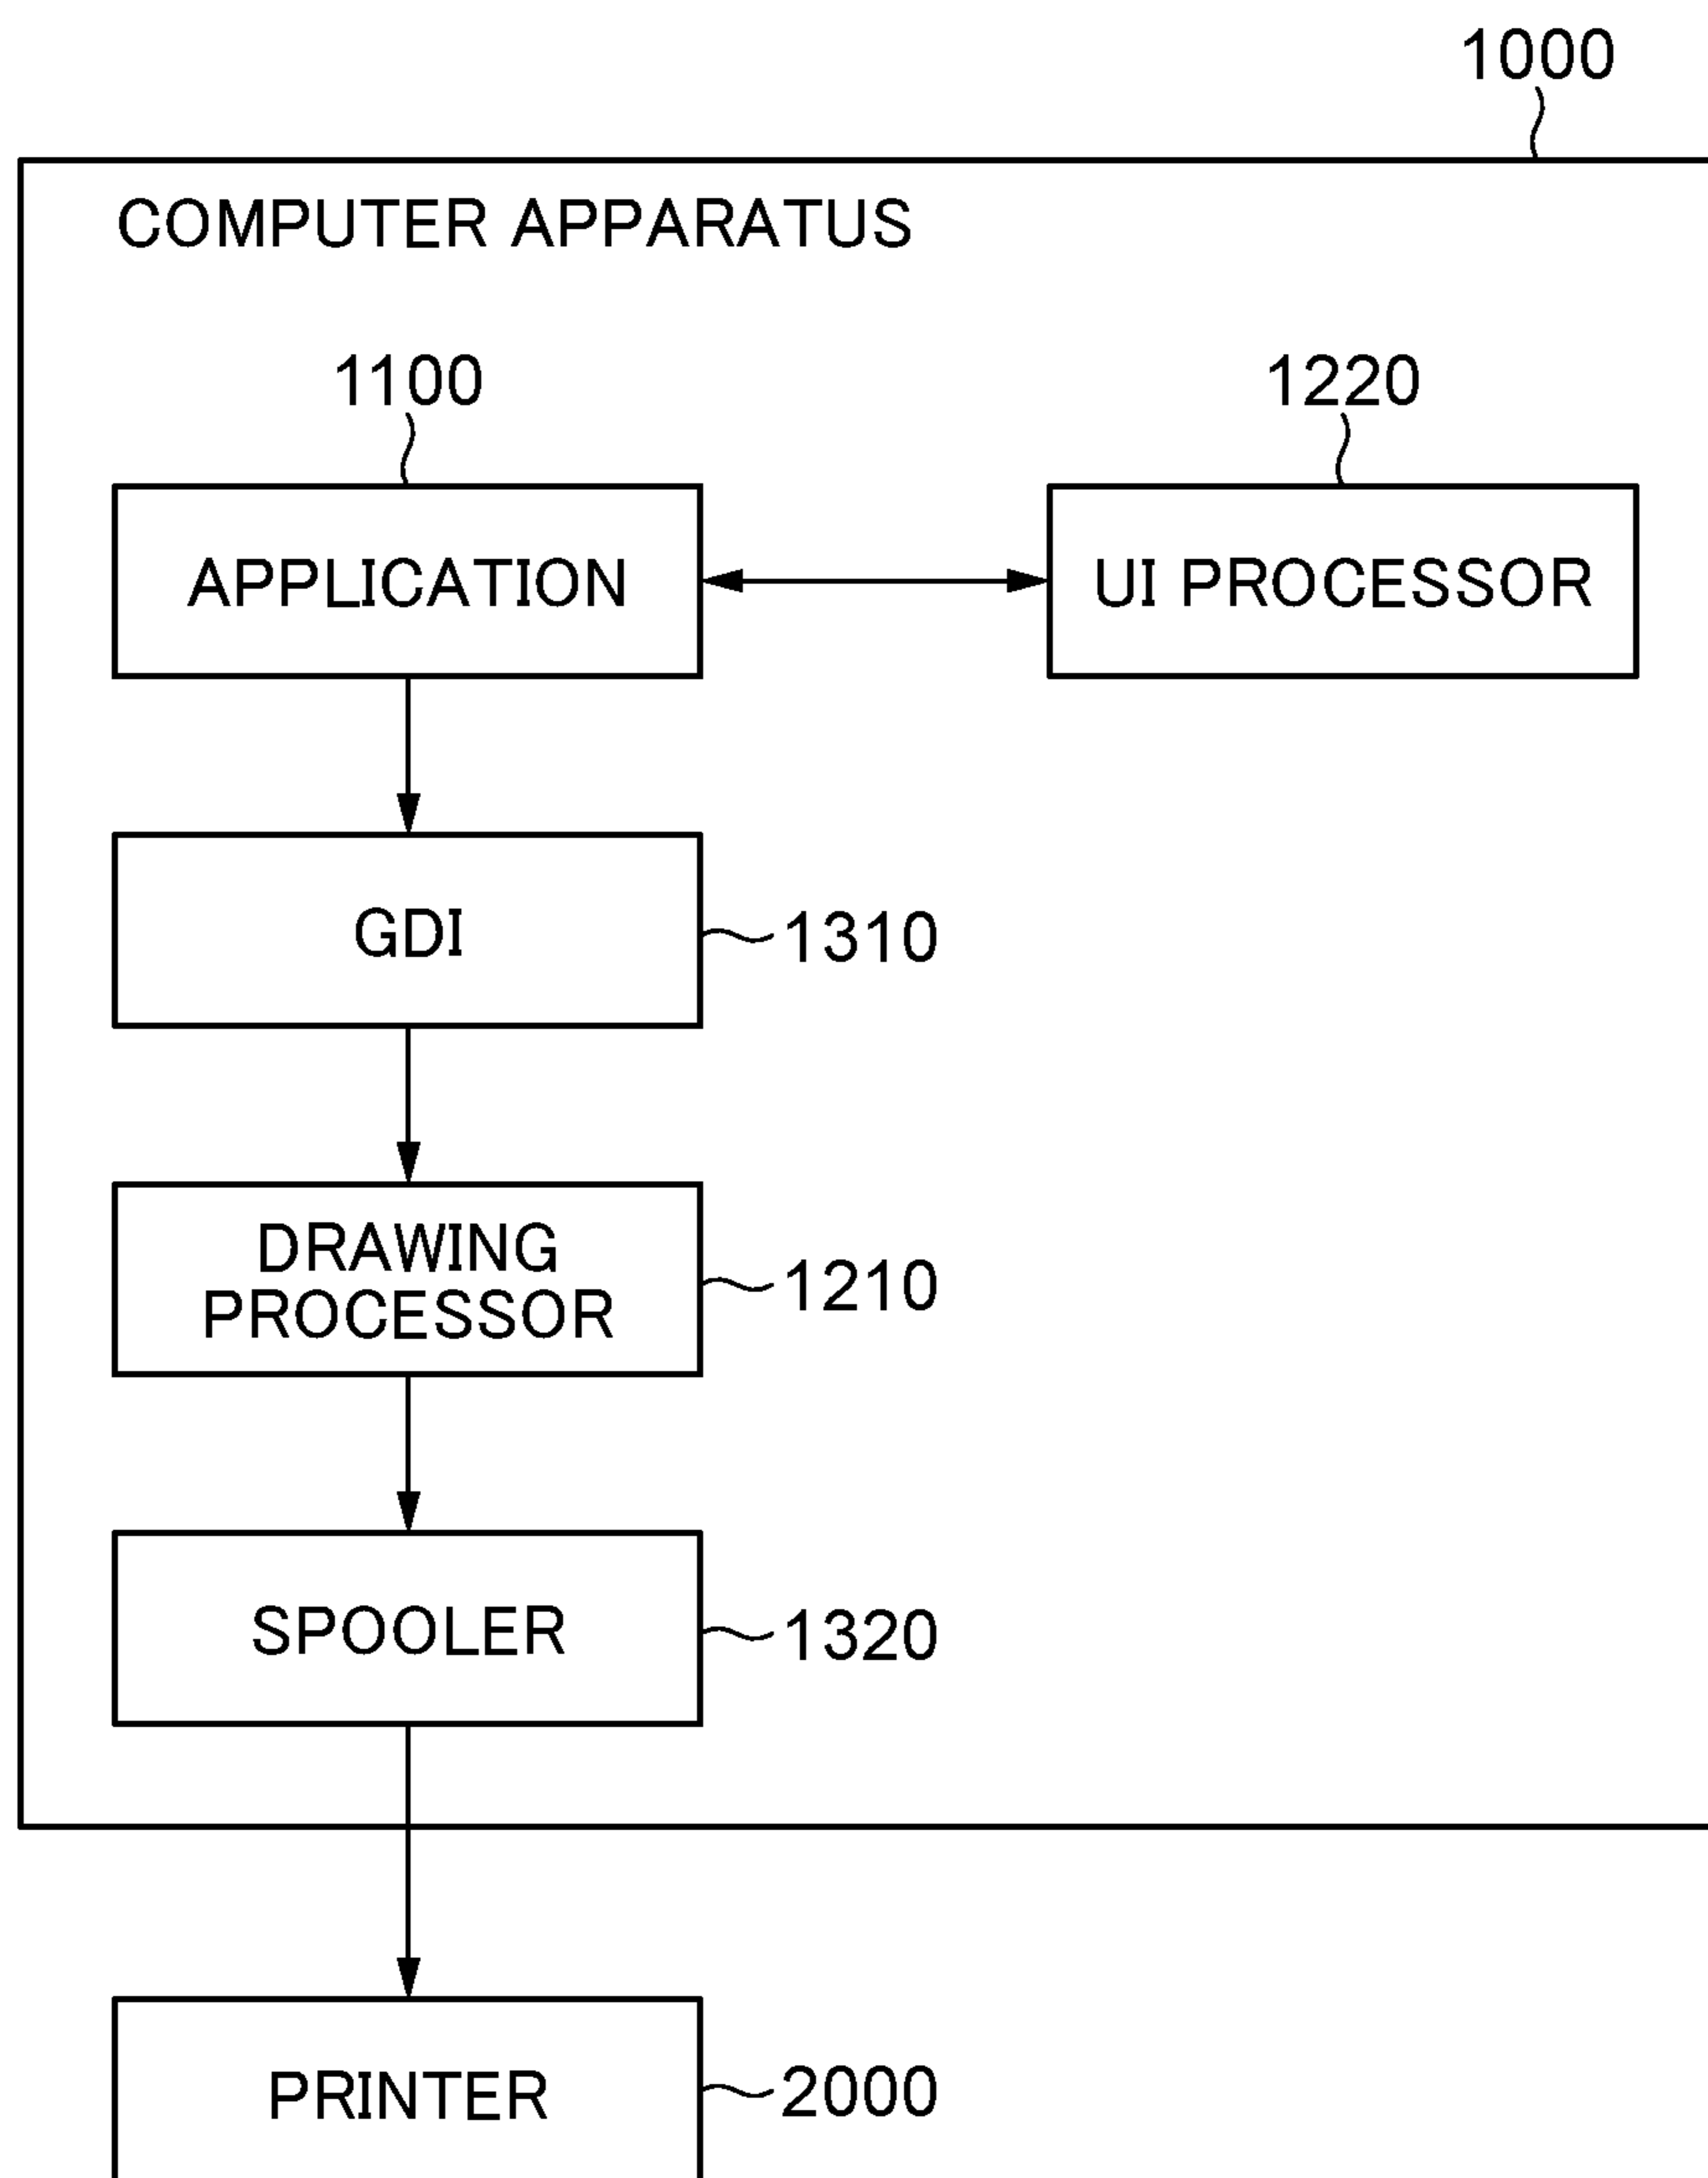 1000
COMPUTER APPARATUS
1100
1220
APPLICATION
UI PROCESSOR
GDI
1310
DRAWING
PROCESSOR
1210
SPOOLER
1320
PRINTER
2000